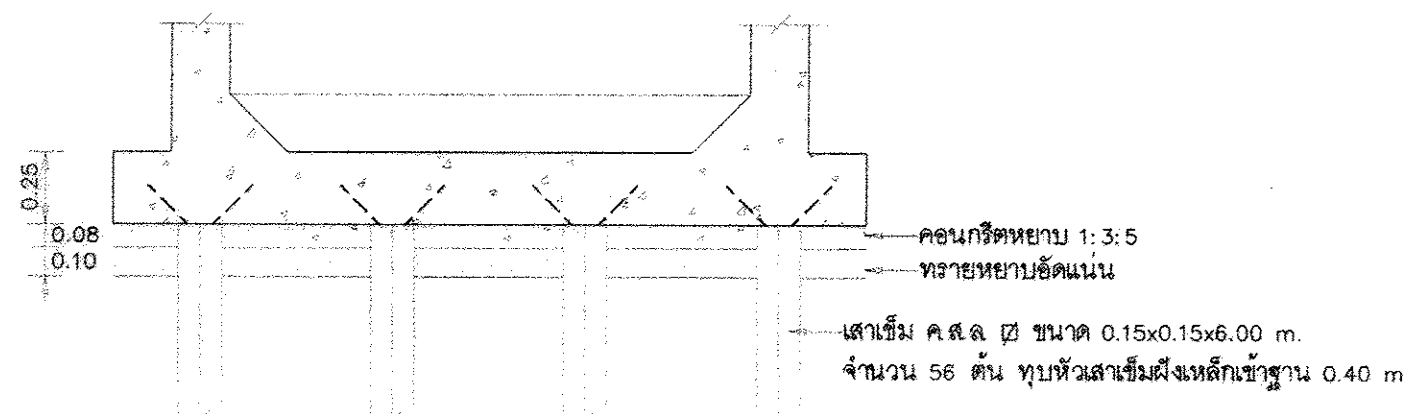 0.25
0.08
0.10
คอนกรีตหยาบ 1:3:5
ทรายหยาบอัดแน่น
เสาเข็ม ค.ส.ล. ขนาด 0.15x0.15x6.00 m.
จำนวน 56 ต้น ทุบหัวเสาเข็มฝังเหล็กเข้าฐาน 0.40 m